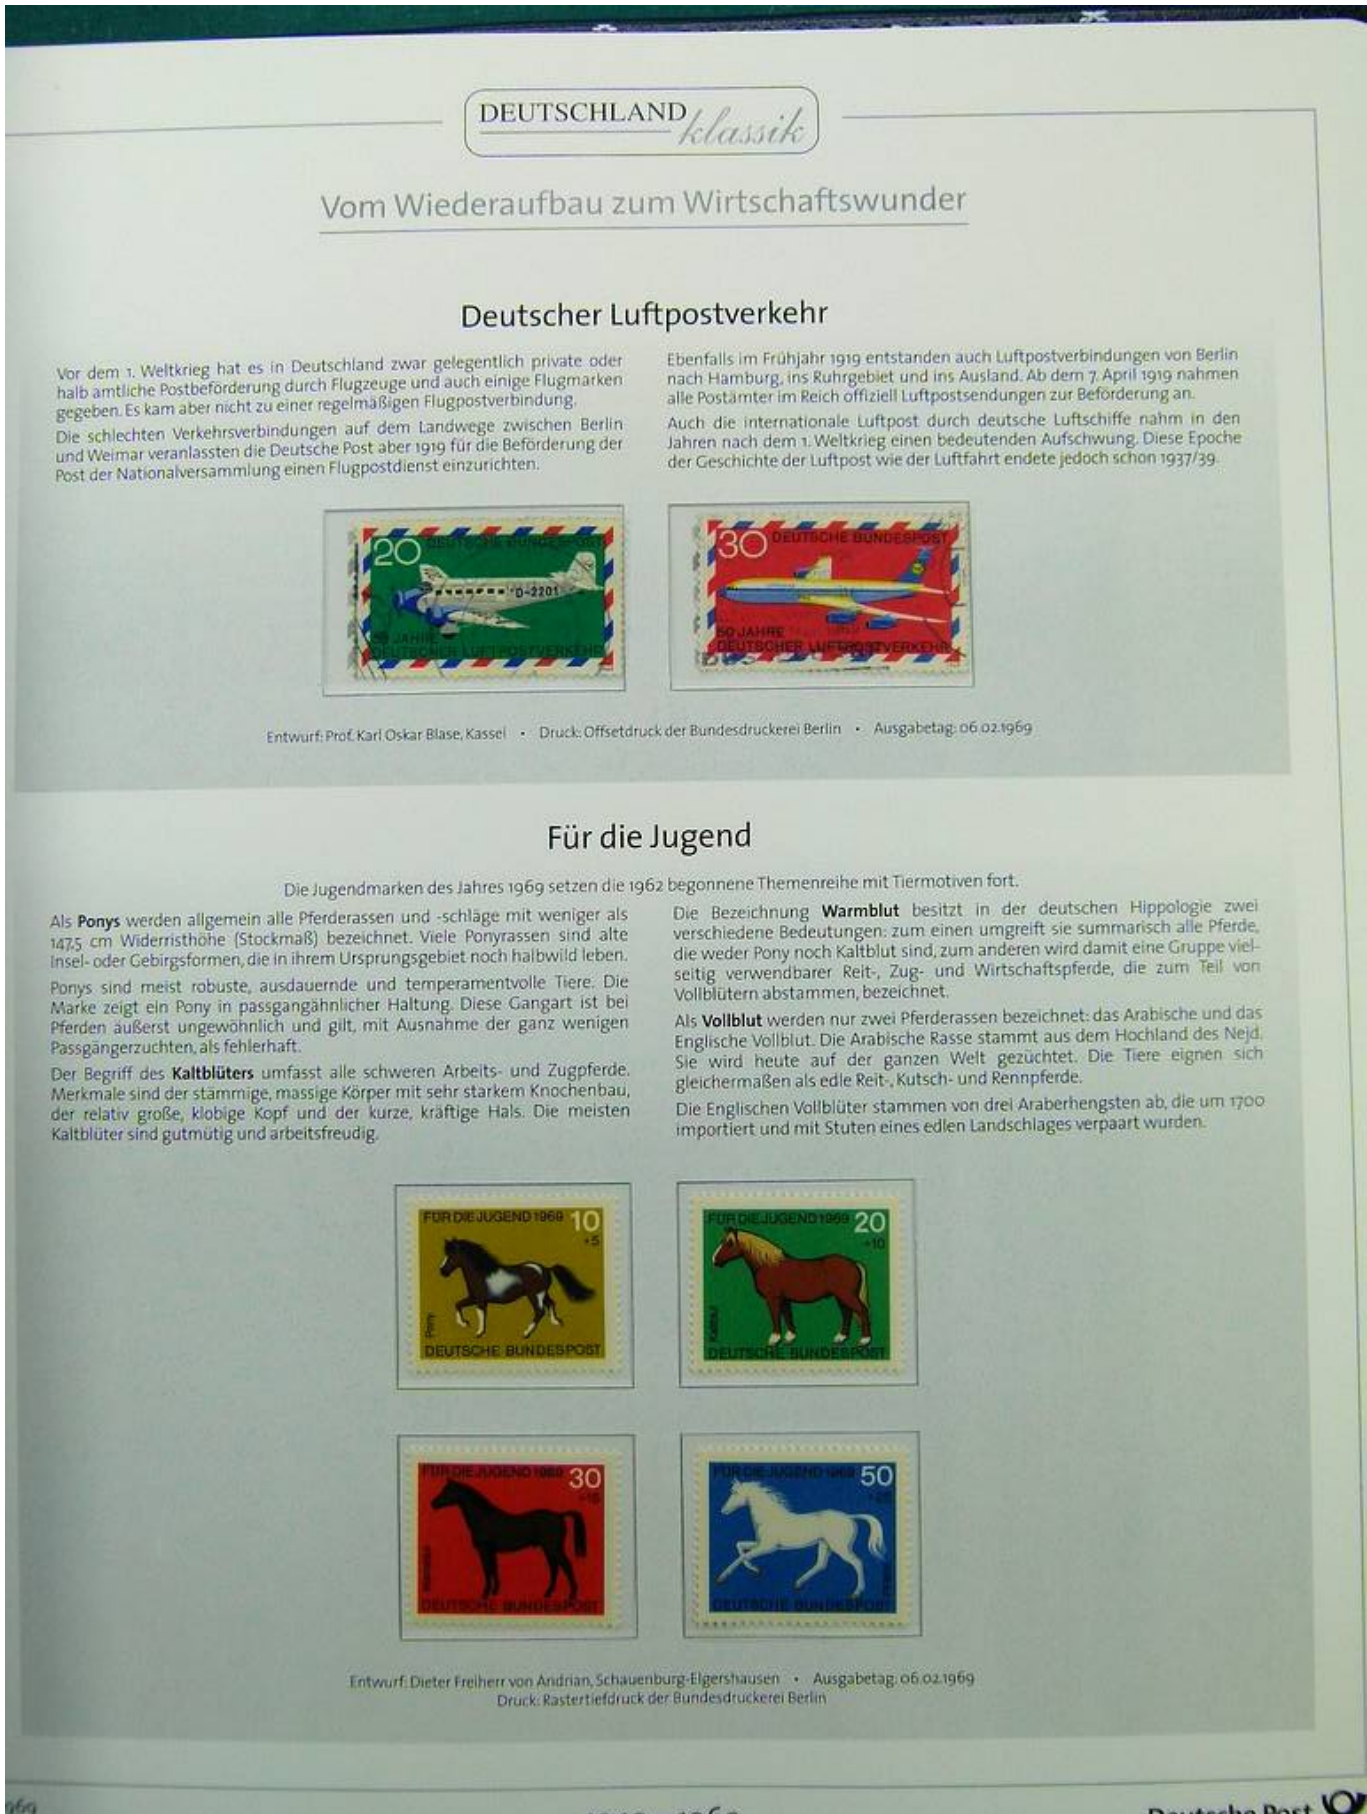 DEUTSCHLAND klassik
Vom Wiederaufbau zum Wirtschaftswunder
Deutscher Luftpostverkehr
Vor dem 1. Weltkrieg hat es in Deutschland zwar gelegentlich private oder
halb amtliche Postbeförderung durch Flugzeuge und auch einige Flugmarken
gegeben. Es kam aber nicht zu einer regelmäßigen Flugpostverbindung.
Die schlechten Verkehrsverbindungen auf dem Landwege zwischen Berlin
und Weimar veranlassten die Deutsche Post aber 1919 für die Beförderung der
Post der Nationalversammlung einen Flugpostdienst einzurichten.
Ebenfalls im Frühjahr 1919 entstanden auch Luftpostverbindungen von Berlin
nach Hamburg, ins Ruhrgebiet und ins Ausland. Ab dem 7. April 1919 nahmen
alle Postämter im Reich offiziell Luftpostsendungen zur Beförderung an.
Auch die internationale Luftpost durch deutsche Luftschiffe nahm in den
Jahren nach dem 1. Weltkrieg einen bedeutenden Aufschwung. Diese Epoche
der Geschichte der Luftpost wie der Luftfahrt endete jedoch schon 1937/39.
20 DEUTSCHE BUNDESPOST
D-2201
50 JAHRE
DEUTSCHER LUFTPOSTVERKEHR
30 DEUTSCHE BUNDESPOST
50 JAHRE
DEUTSCHER LUFTPOSTVERKEHR
Entwurf: Prof. Karl Oskar Blase, Kassel • Druck: Offsetdruck der Bundesdruckerei Berlin • Ausgabetag: 06.02.1969
Für die Jugend
Die Jugendmarken des Jahres 1969 setzen die 1962 begonnene Themenreihe mit Tiermotiven fort.
Als Ponys werden allgemein alle Pferderassen und -schläge mit weniger als
147,5 cm Widerristhöhe (Stockmaß) bezeichnet. Viele Ponyrassen sind alte
Insel- oder Gebirgsformen, die in ihrem Ursprungsgebiet noch halbwild leben.
Ponys sind meist robuste, ausdauernde und temperamentvolle Tiere. Die
Marke zeigt ein Pony in passgangähnlicher Haltung. Diese Gangart ist bei
Pferden äußerst ungewöhnlich und gilt, mit Ausnahme der ganz wenigen
Passgängerzuchten, als fehlerhaft.
Der Begriff des Kaltblüters umfasst alle schweren Arbeits- und Zugpferde.
Merkmale sind der stämmige, massige Körper mit sehr starkem Knochenbau,
der relativ große, klobige Kopf und der kurze, kräftige Hals. Die meisten
Kaltblüter sind gutmütig und arbeitsfreudig.
Die Bezeichnung Warmblut besitzt in der deutschen Hippologie zwei
verschiedene Bedeutungen: zum einen umgreift sie summarisch alle Pferde,
die weder Pony noch Kaltblut sind, zum anderen wird damit eine Gruppe viel-
seitig verwendbarer Reit-, Zug- und Wirtschaftspferde, die zum Teil von
Vollblütern abstammen, bezeichnet.
Als Vollblut werden nur zwei Pferderassen bezeichnet: das Arabische und das
Englische Vollblut. Die Arabische Rasse stammt aus dem Hochland des Nejd.
Sie wird heute auf der ganzen Welt gezüchtet. Die Tiere eignen sich
gleichermaßen als edle Reit-, Kutsch- und Rennpferde.
Die Englischen Vollblüter stammen von drei Araberhengsten ab, die um 1700
importiert und mit Stuten eines edlen Landschlages verpaart wurden.
FÜR DIE JUGEND 1969 10
+5
Pony
DEUTSCHE BUNDESPOST
FÜR DIE JUGEND 1969 20
+10
Kaltblut
DEUTSCHE BUNDESPOST
FÜR DIE JUGEND 1969 30
+15
Warmblut
DEUTSCHE BUNDESPOST
FÜR DIE JUGEND 1969 50
DEUTSCHE BUNDESPOST
Entwurf: Dieter Freiherr von Andrian, Schauenburg-Elgershausen • Ausgabetag: 06.02.1969
Druck: Rastertiefdruck der Bundesdruckerei Berlin
Deutsche Post